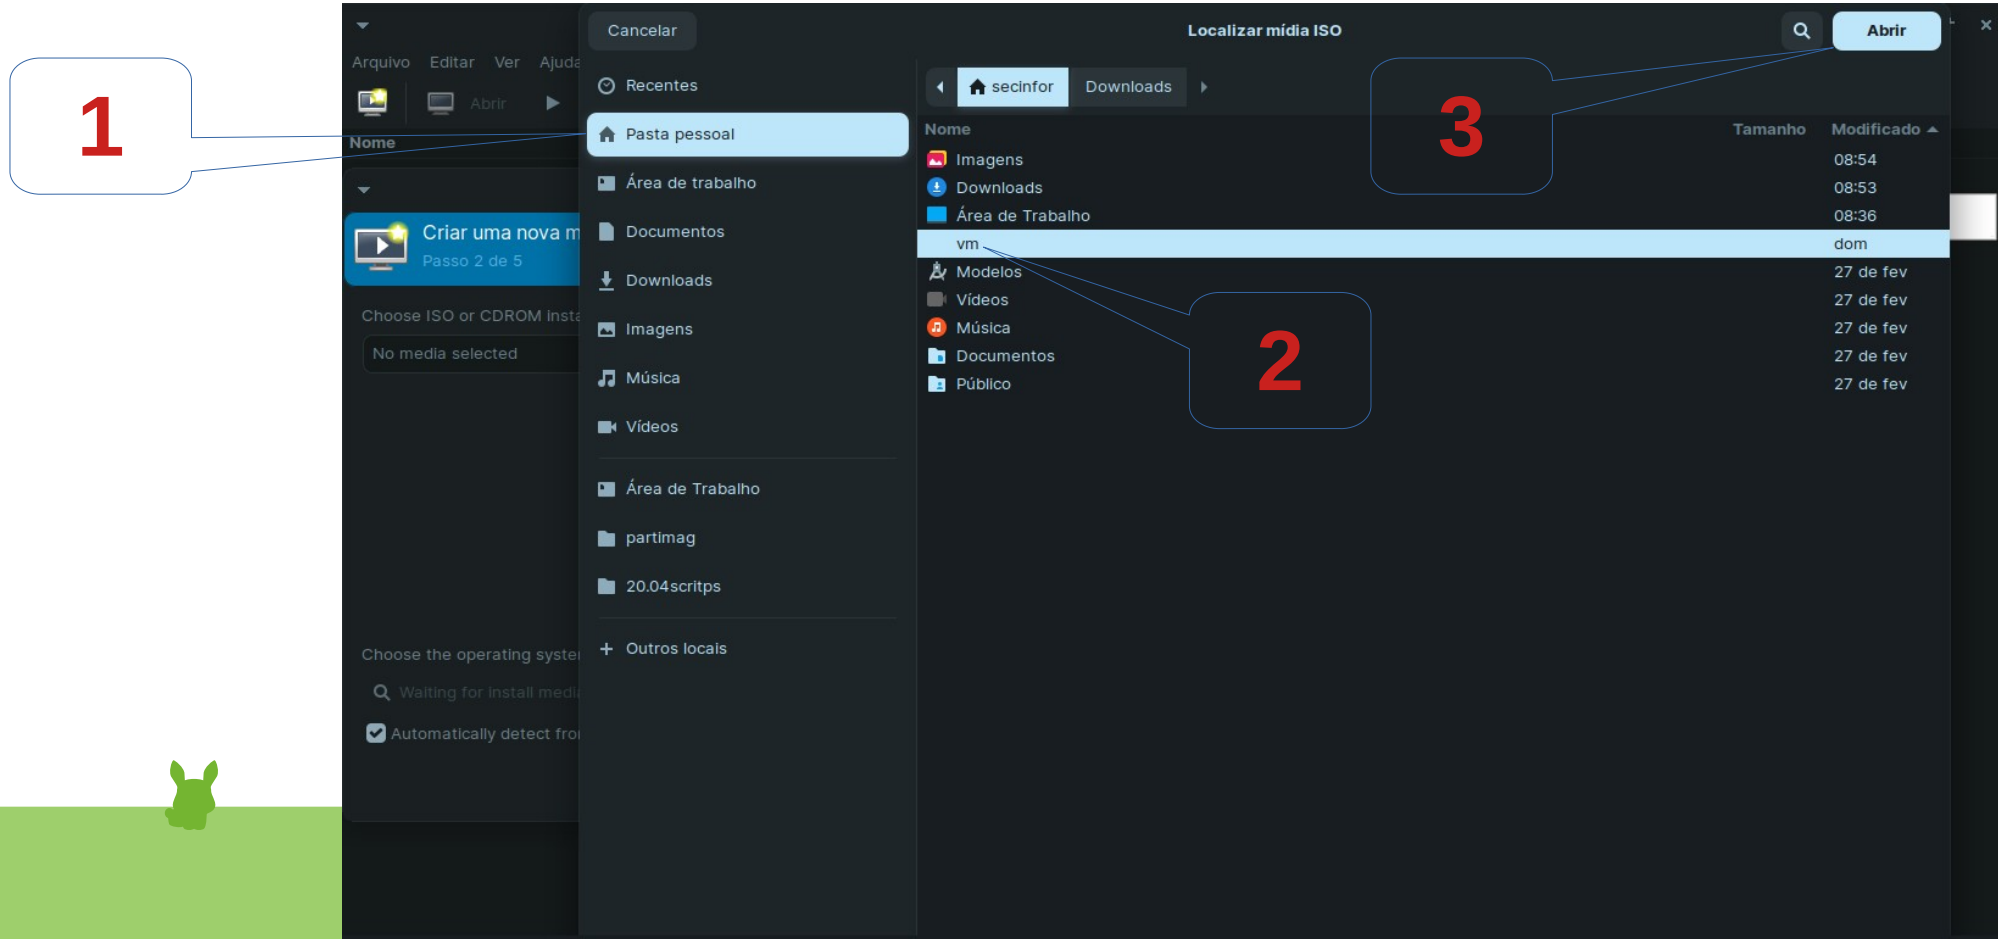 1
2
3
Arquivo Editar Ver Ajuda
Abrir
Nome
Criar uma nova m
Passo 2 de 5
Choose ISO or CDROM insta
No media selected
Choose the operating syste
Waiting for install medi
Automatically detect fro
Cancelar
Localizar mídia ISO
Abrir
Recentes
Pasta pessoal
Área de trabalho
Documentos
Downloads
Imagens
Música
Vídeos
Área de Trabalho
partimag
20.04scritps
Outros locais
secinfor Downloads
Nome Tamanho Modificado
Imagens 08:54
Downloads 08:53
Área de Trabalho 08:36
vm dom
Modelos 27 de fev
Vídeos 27 de fev
Música 27 de fev
Documentos 27 de fev
Público 27 de fev